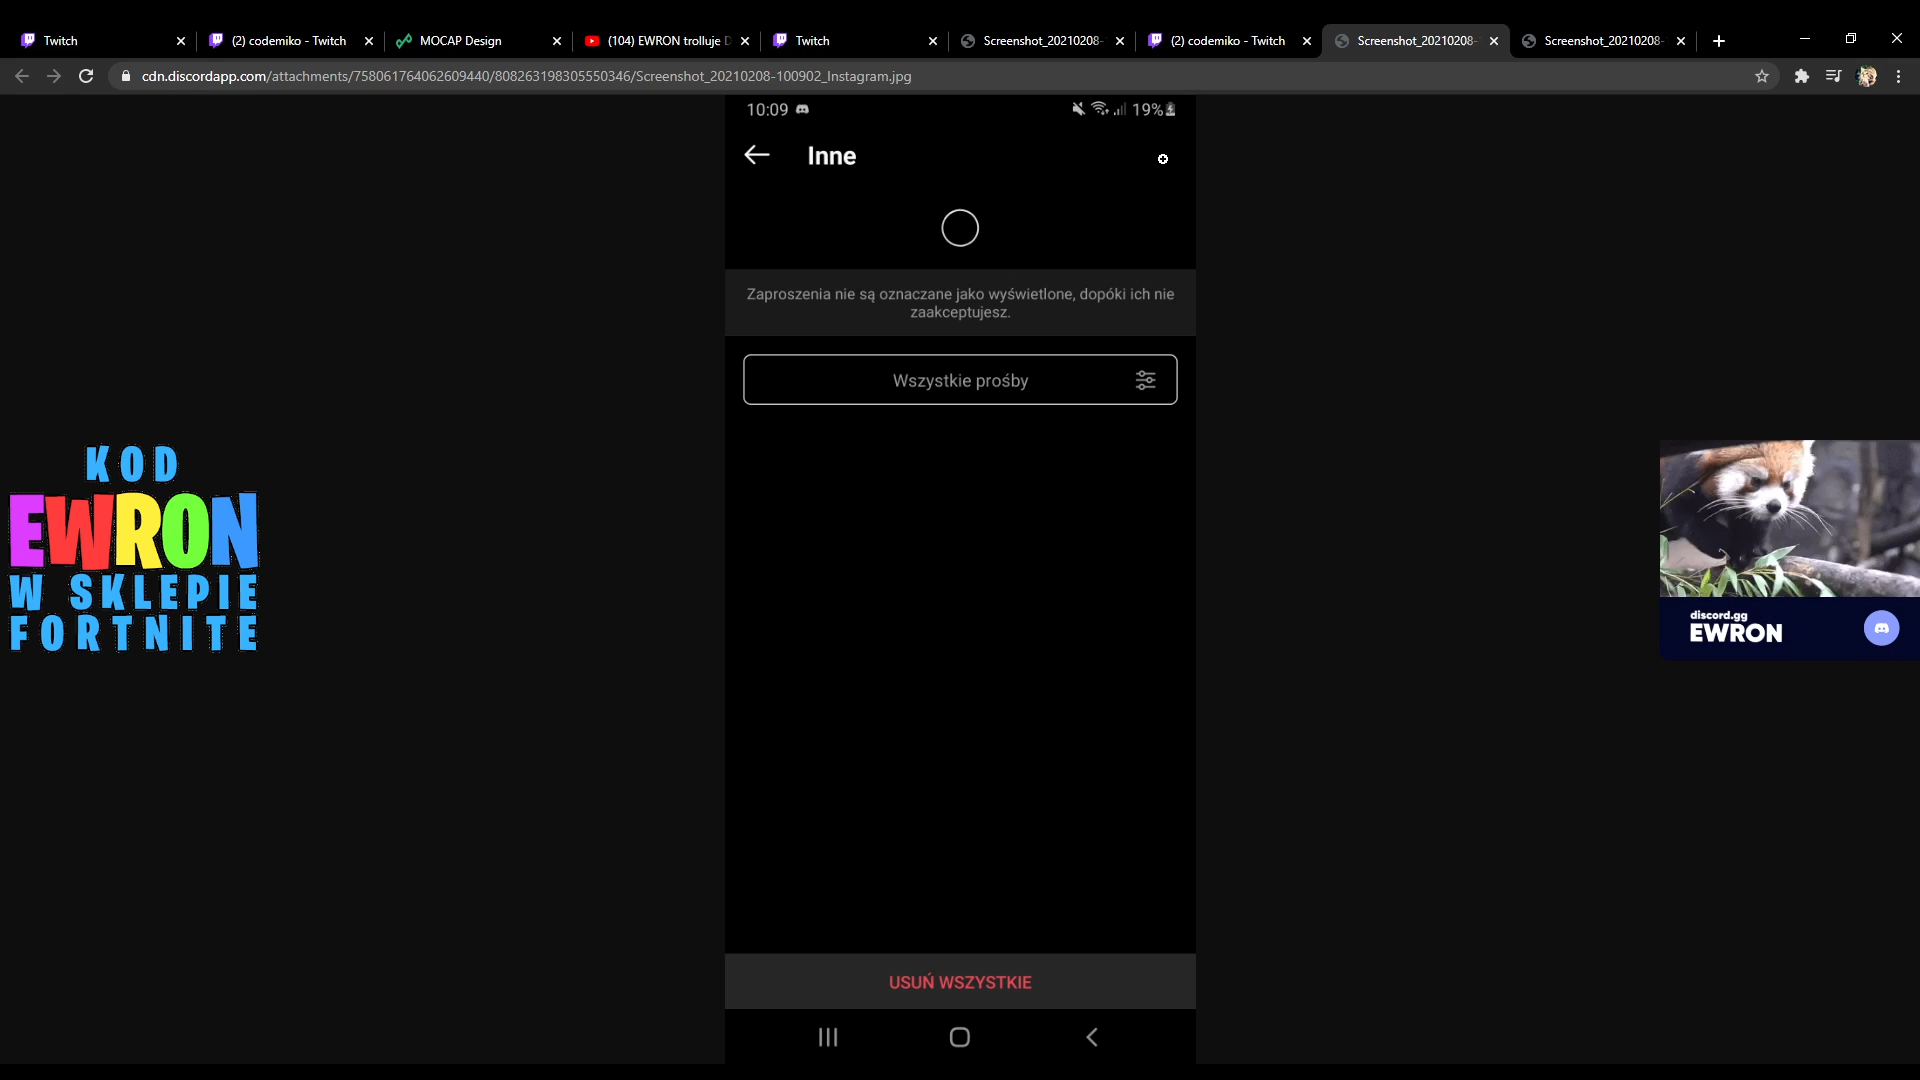 Twitch
(2) codemiko - Twitch
MOCAP Design
(104) EWRON trolluje D
Twitch
Screenshot_20210208-
(2) codemiko - Twitch
Screenshot_20210208-
Screenshot_20210208-
cdn.discordapp.com/attachments/758061764062609440/808263198305550346/Screenshot_20210208-100902_Instagram.jpg
10:09
19%
Inne
Zaproszenia nie są oznaczane jako wyświetlone, dopóki ich nie
zaakceptujesz.
Wszystkie prośby
KOD
EWRON
W SKLEPIE
FORTNITE
discord.gg
EWRON
USUŃ WSZYSTKIE